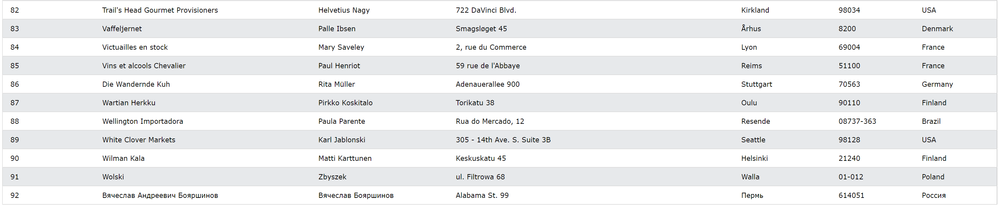 82 Trail's Head Gourmet Provisioners Helvetius Nagy 722 DaVinci Blvd. Kirkland 98034 USA
83 Vaffeljernet Palle Ibsen Smagsløget 45 Århus 8200 Denmark
84 Victuailles en stock Mary Saveley 2, rue du Commerce Lyon 69004 France
85 Vins et alcools Chevalier Paul Henriot 59 rue de l'Abbaye Reims 51100 France
86 Die Wandernde Kuh Rita Müller Adenauerallee 900 Stuttgart 70563 Germany
87 Wartian Herkku Pirkko Koskitalo Torikatu 38 Oulu 90110 Finland
88 Wellington Importadora Paula Parente Rua do Mercado, 12 Resende 08737-363 Brazil
89 White Clover Markets Karl Jablonski 305 - 14th Ave. S. Suite 3B Seattle 98128 USA
90 Wilman Kala Matti Karttunen Keskuskatu 45 Helsinki 21240 Finland
91 Wolski Zbyszek ul. Filtrowa 68 Walla 01-012 Poland
92 Вячеслав Андреевич Бояршинов Вячеслав Бояршинов Alabama St. 99 Пермь 614051 Россия